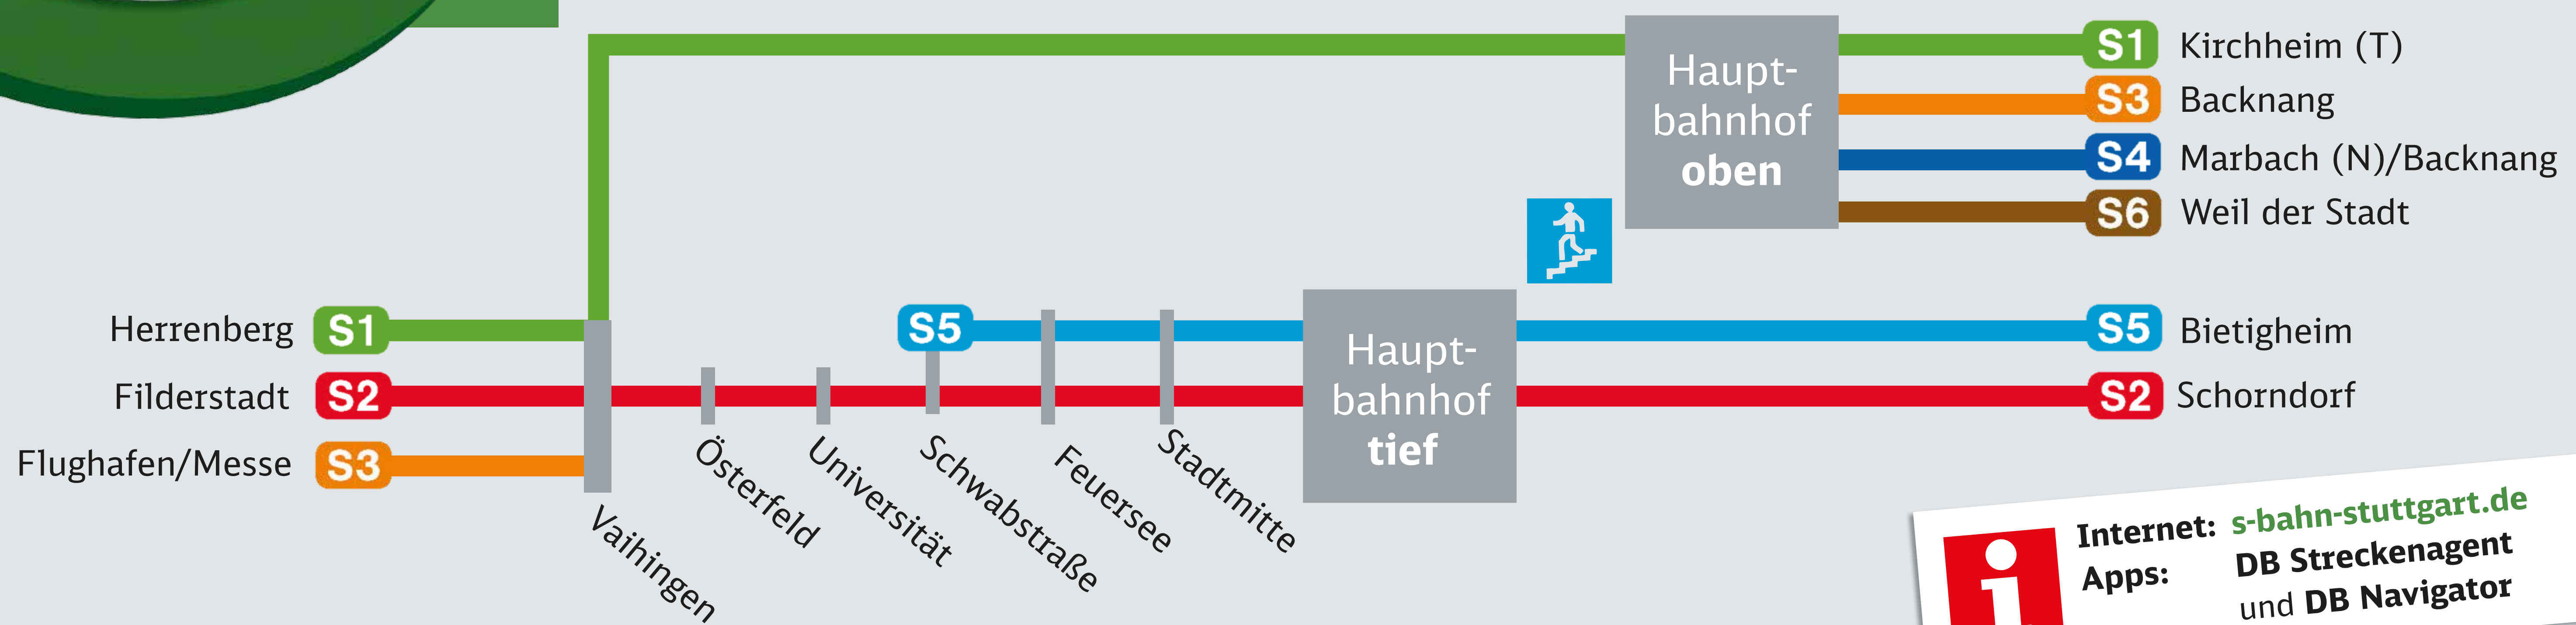 Haupt-
bahnhof
oben
S1 Kirchheim (T)
S3 Backnang
S4 Marbach (N)/Backnang
S6 Weil der Stadt
Herrenberg S1
Filderstadt S2
Flughafen/Messe S3
S5
Vaihingen
Österfeld
Universität
Schwabstraße
Feuersee
Stadtmitte
Haupt-
bahnhof
tief
S5 Bietigheim
S2 Schorndorf
i
Internet: s-bahn-stuttgart.de
Apps: DB Streckenagent
und DB Navigator